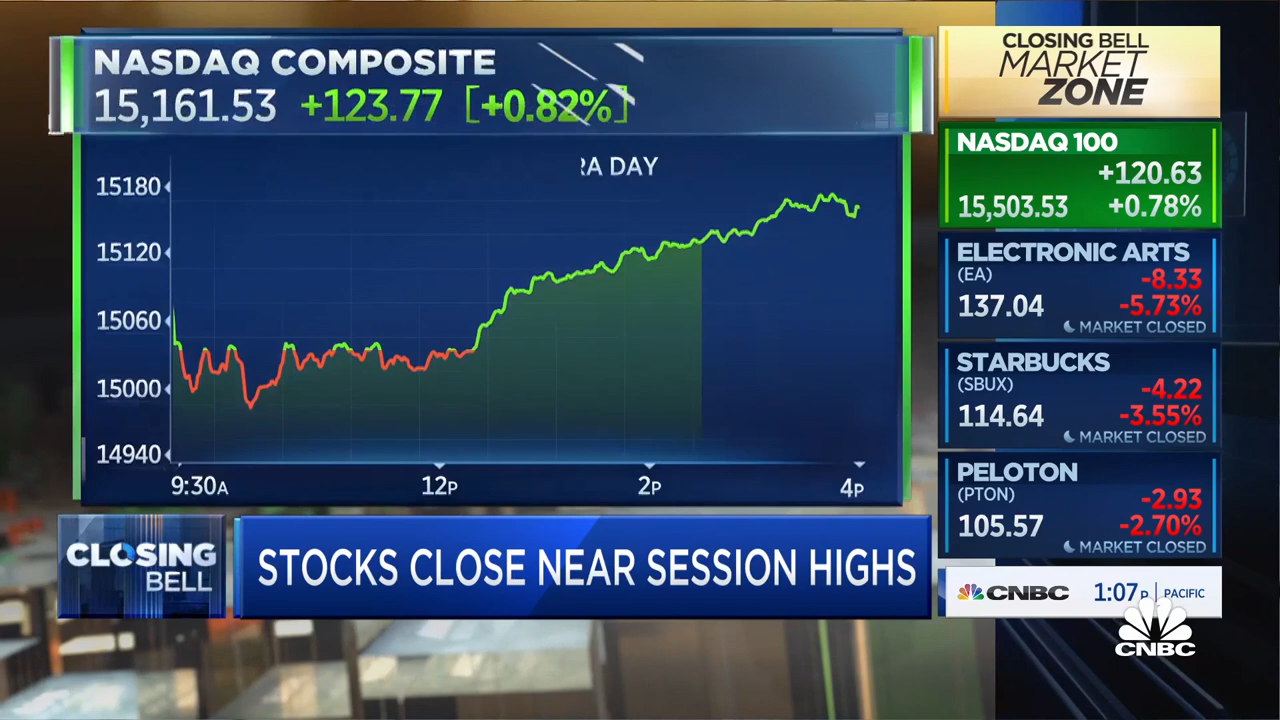 NASDAQ COMPOSITE
15,161.53 +123.77 [+0.82%]
RA DAY
15180
15120
15060
15000
14940
9:30A 12P 2P 4P
CLOSING
BELL
STOCKS CLOSE NEAR SESSION HIGHS
CLOSING BELL
MARKET
ZONE
NASDAQ 100
+120.63
15,503.53 +0.78%
ELECTRONIC ARTS
(EA) -8.33
137.04 -5.73%
MARKET CLOSED
STARBUCKS
(SBUX) -4.22
114.64 -3.55%
MARKET CLOSED
PELOTON
(PTON) -2.93
105.57 -2.70%
MARKET CLOSED
CNBC 1:07P PACIFIC
CNBC